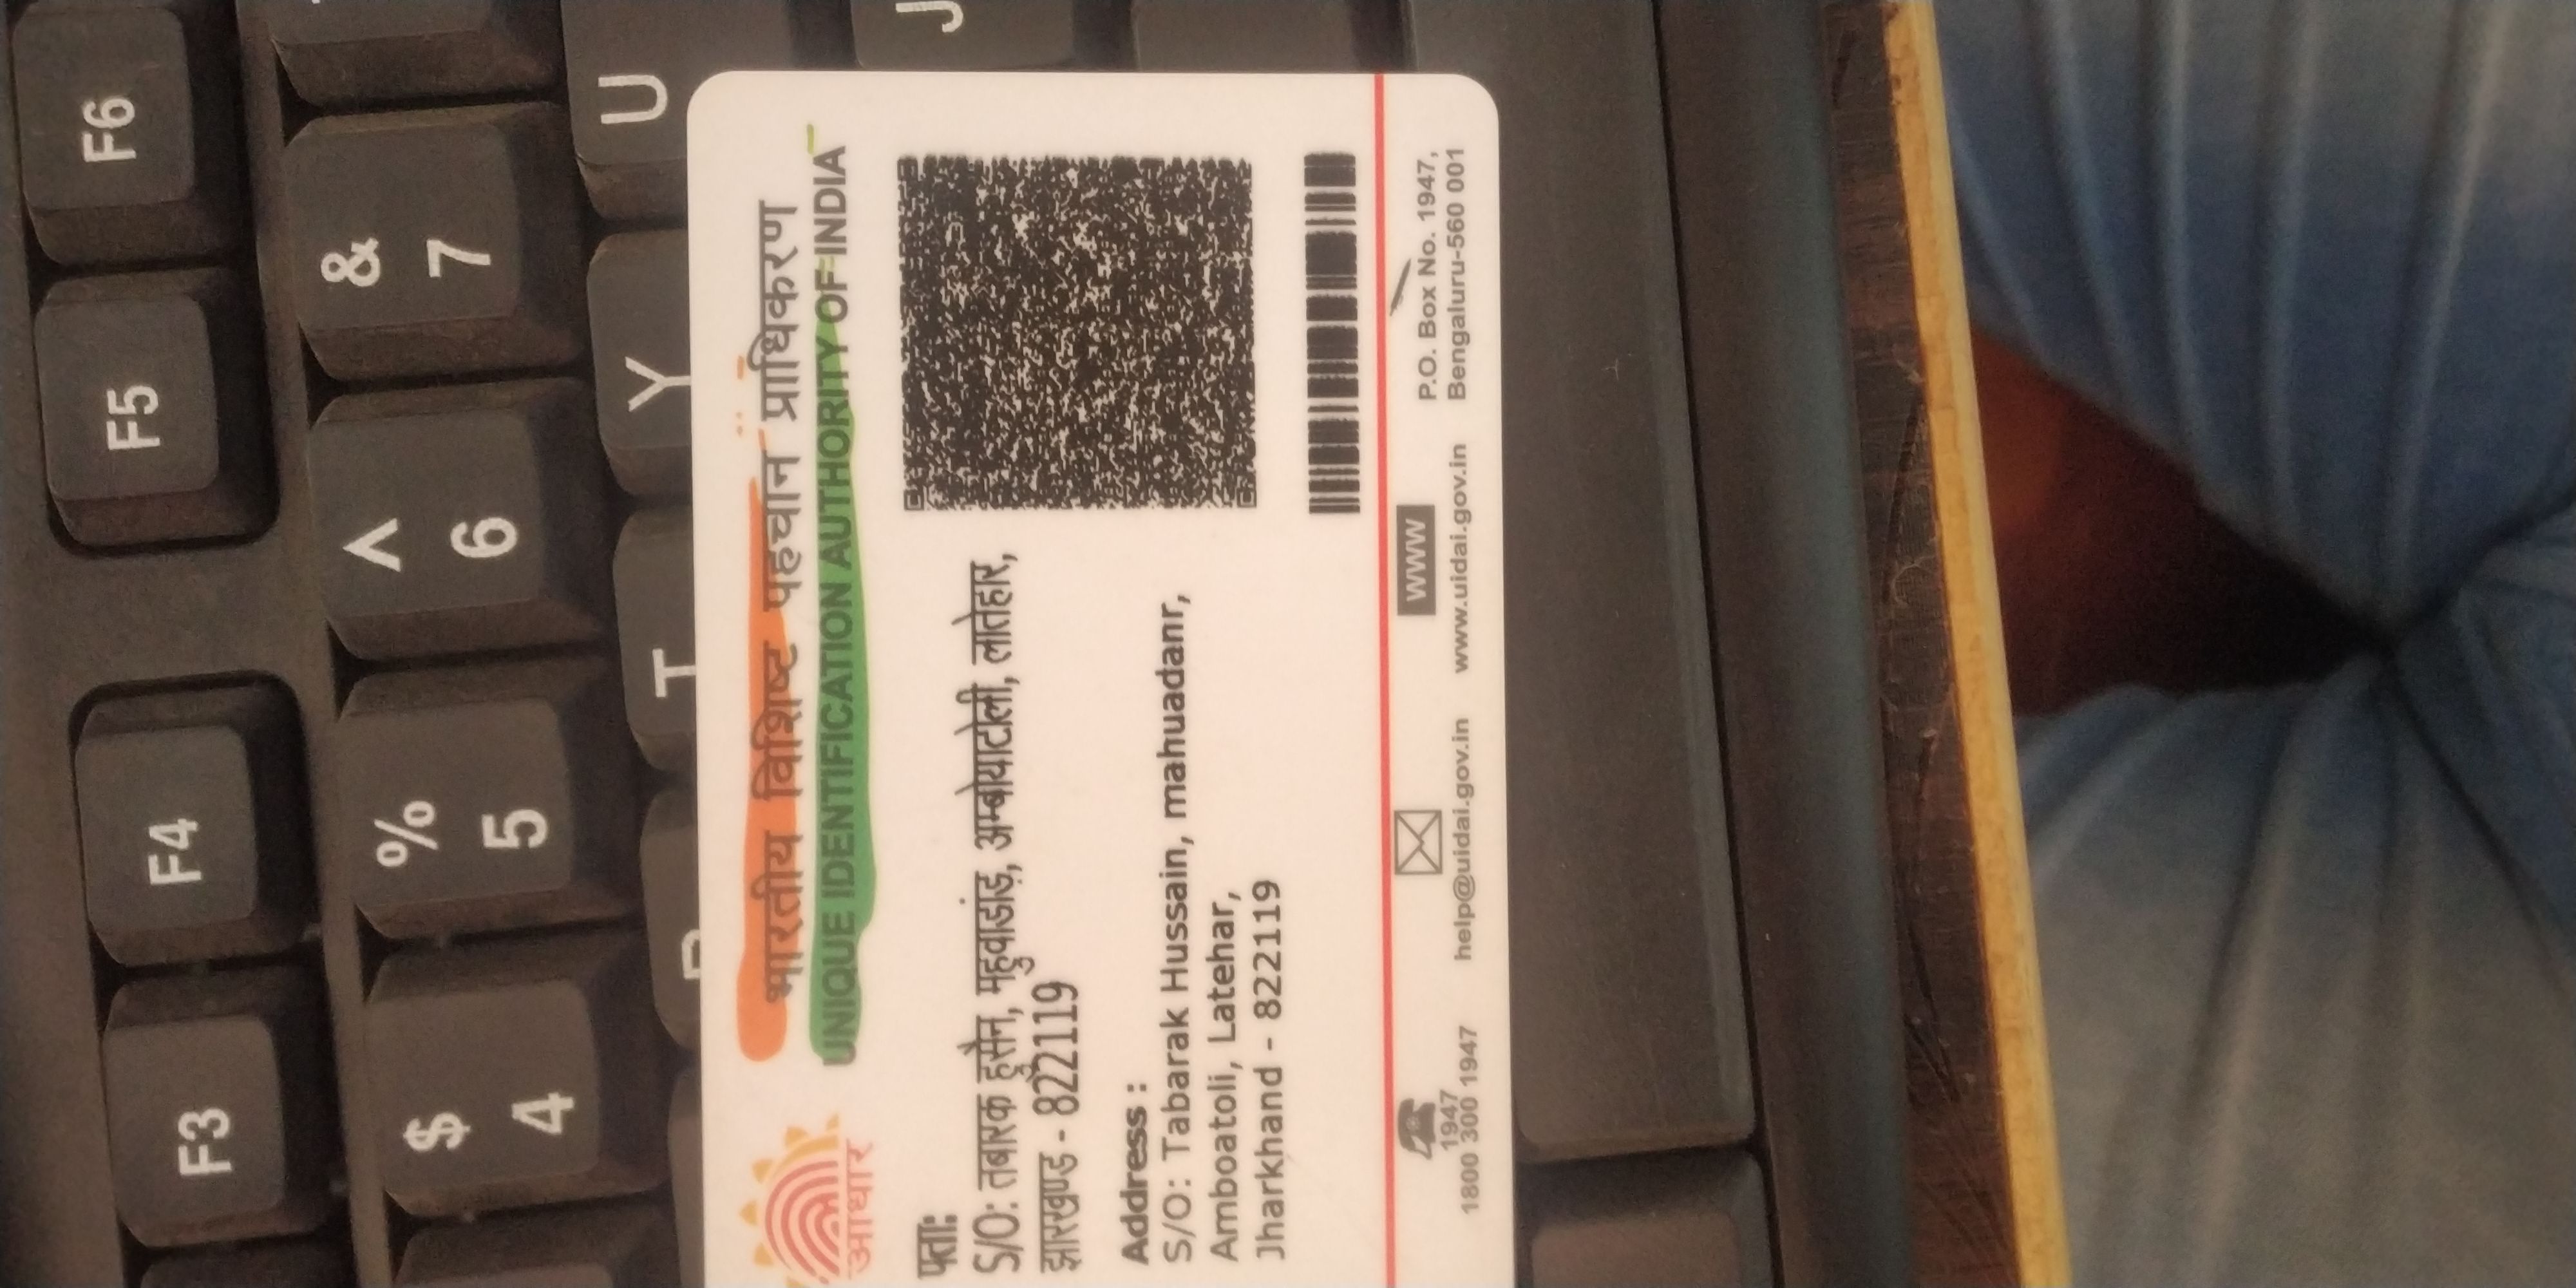 भारतीय विशिष्ट पहचान प्राधिकरण
UNIQUE IDENTIFICATION AUTHORITY OF INDIA
आधार
पता:
S/O: तबारक हुसैन, महुवाडांड़, अम्बोयाटोली, लातेहार,
झारखण्ड - 822119
Address :
S/O: Tabarak Hussain, mahuadanr,
Amboatoli, Latehar,
Jharkhand - 822119
1947
1800 300 1947
help@uidai.gov.in
WWW
www.uidai.gov.in
P.O. Box No. 1947,
Bengaluru-560 001
F6
F5
F4
F3
&
7
^
6
%
5
$
4
U
Y
T
J